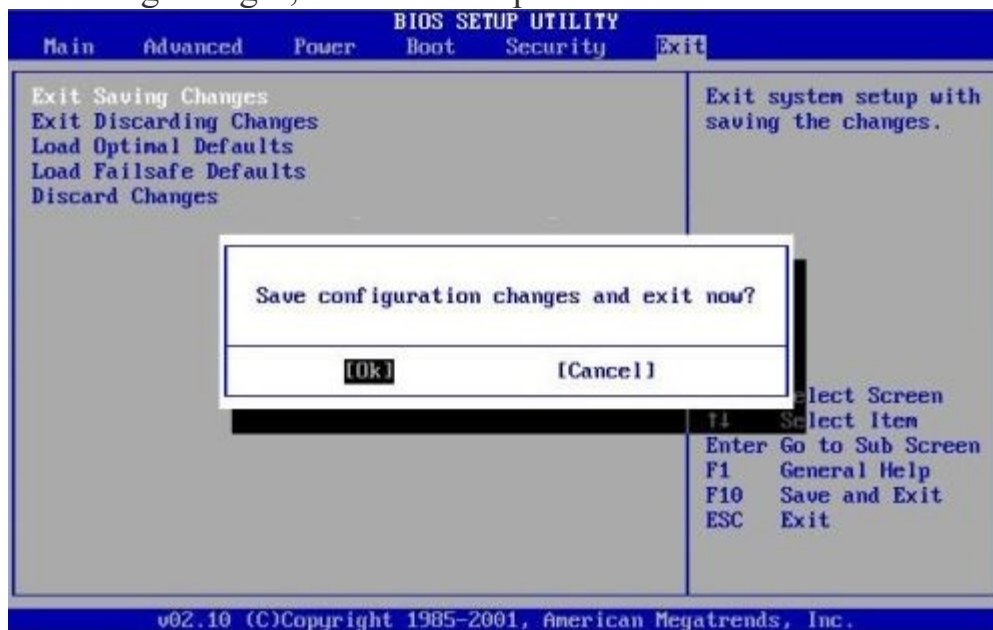 BIOS SETUP UTILITY
Main Advanced Power Boot Security Exit
Exit Saving Changes
Exit Discarding Changes
Load Optimal Defaults
Load Failsafe Defaults
Discard Changes
Exit system setup with
saving the changes.
Save configuration changes and exit now?
[Ok] [Cancel]
Screen
↑↓ Select Item
Enter Go to Sub Screen
F1 General Help
F10 Save and Exit
ESC Exit
v02.10 (C)Copyright 1985-2001, American Megatrends, Inc.